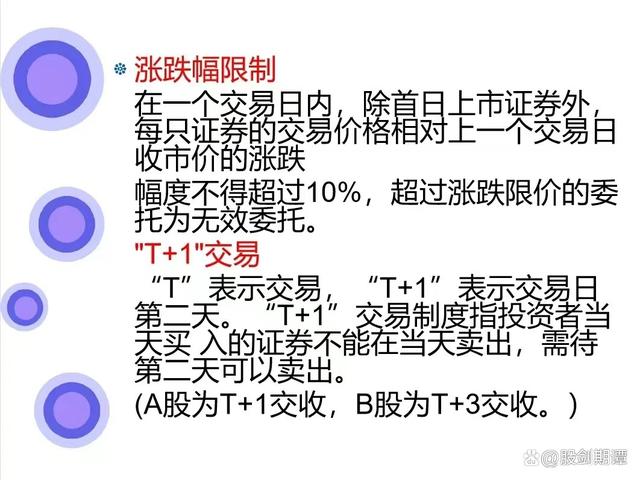 涨跌幅限制
在一个交易日内，除首日上市证券外，
每只证券的交易价格相对上一个交易日
收市价的涨跌
幅度不得超过10%，超过涨跌限价的委
托为无效委托。
"T+1"交易
“T”表示交易，“T+1”表示交易日
第二天。“T+1”交易制度指投资者当
天买 入的证券不能在当天卖出，需待
第二天可以卖出。
(A股为T+1交收，B股为T+3交收。)
@股剑期谭